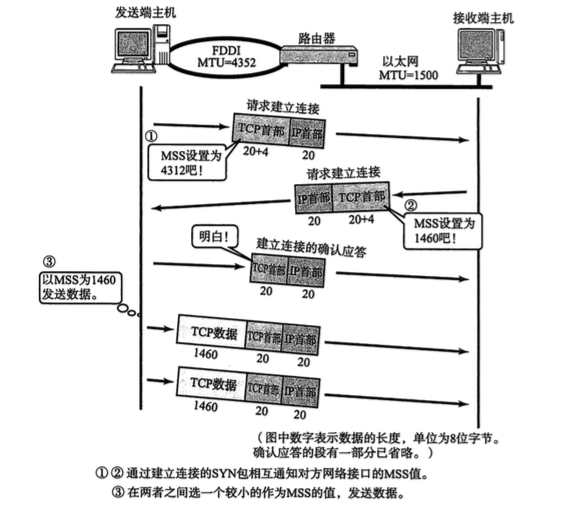 发送端主机
接收端主机
FDDI
MTU=4352
路由器
以太网
MTU=1500
请求建立连接
TCP首部 IP首部
20+4 20
①
MSS设置为
4312吧！
请求建立连接
IP首部 TCP首部
20 20+4
②
MSS设置为
1460吧！
明白！
建立连接的确认应答
TCP首部 IP首部
20 20
③
以MSS为1460
发送数据。
TCP数据 TCP首部 IP首部
1460 20 20
TCP数据 TCP首部 IP首部
1460 20 20
（图中数字表示数据的长度，单位为8位字节。
确认应答的段有一部分已省略。）
① ② 通过建立连接的SYN包相互通知对方网络接口的MSS值。
③ 在两者之间选一个较小的作为MSS的值，发送数据。